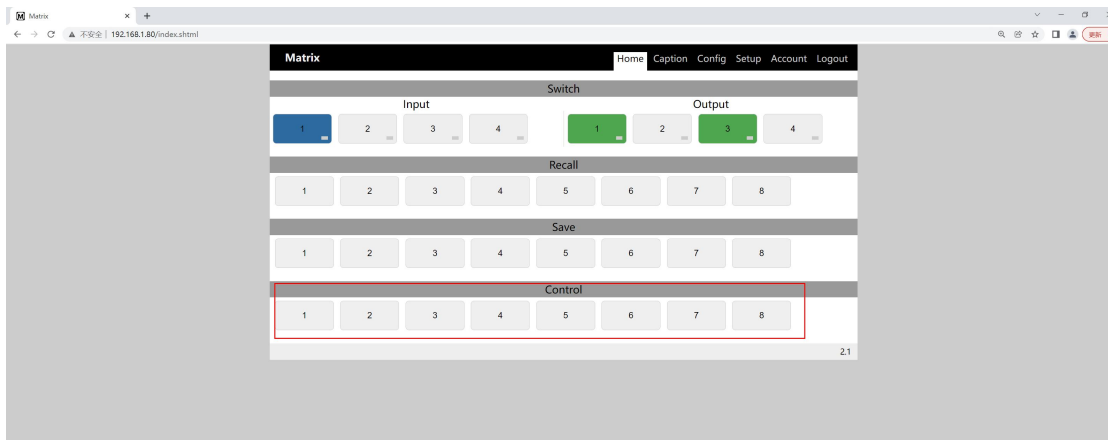 M Matrix × +
不安全 | 192.168.1.80/index.shtml 更新
Matrix Home Caption Config Setup Account Logout
Switch
Input Output
1 2 3 4 1 2 3 4
Recall
1 2 3 4 5 6 7 8
Save
1 2 3 4 5 6 7 8
Control
1 2 3 4 5 6 7 8
2.1